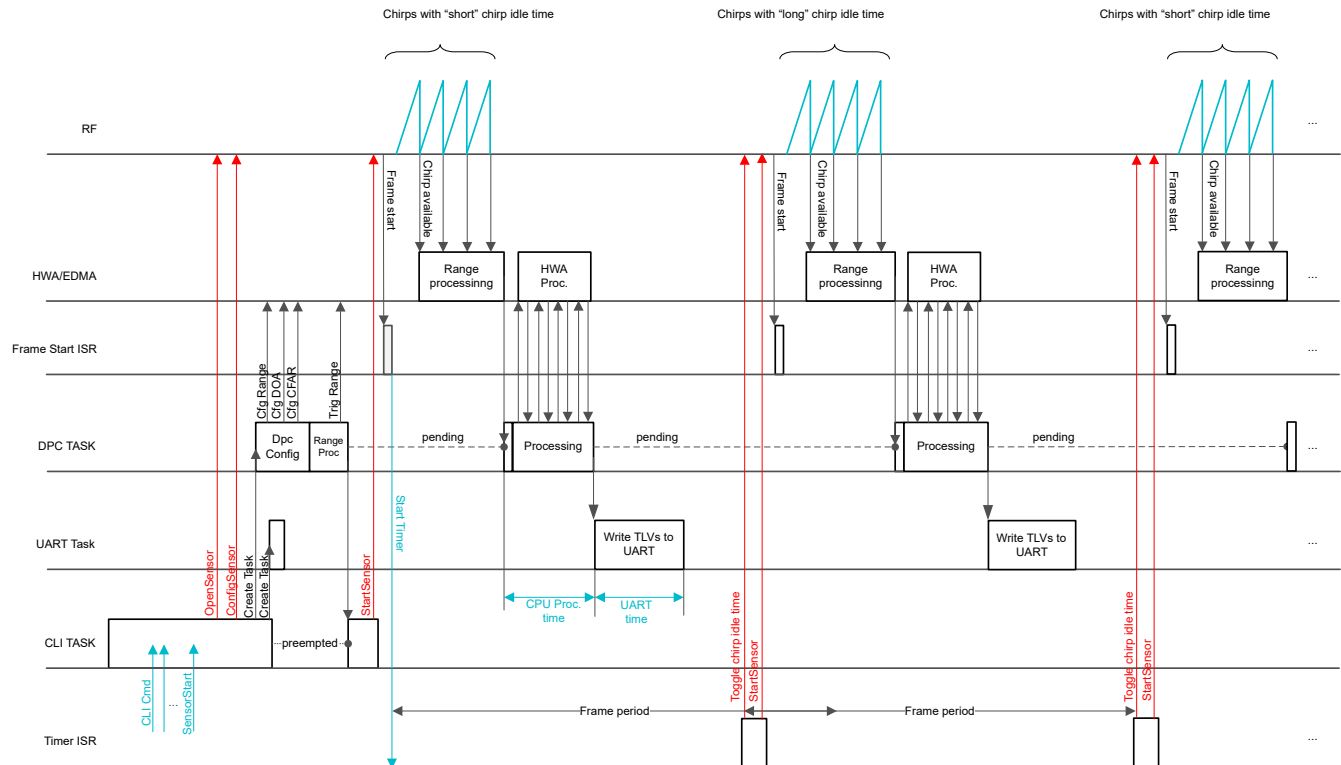 Chirps with “short” chirp idle time
Chirps with “long” chirp idle time
Chirps with “short” chirp idle time
RF
...
Frame start
Chirp available
Frame start
Chirp available
Frame start
Chirp available
HWA/EDMA
Range
processinng
HWA
Proc.
Range
processinng
HWA
Proc.
Range
processinng
...
Frame Start ISR
...
Cfg Range
Cfg DOA
Cfg CFAR
Trig Range
DPC TASK
Dpc
Config
Range
Proc
pending
Processing
pending
Processing
pending
...
Start Timer
UART Task
Write TLVs to
UART
Write TLVs to
UART
...
OpenSensor
ConfigSensor
Create Task
Create Task
StartSensor
CPU Proc.
time
UART
time
Toggle chirp idle time
StartSensor
Toggle chirp idle time
StartSensor
CLI TASK
preempted
...
CLI Cmd
...
SensorStart
Frame period
Frame period
Timer ISR
...